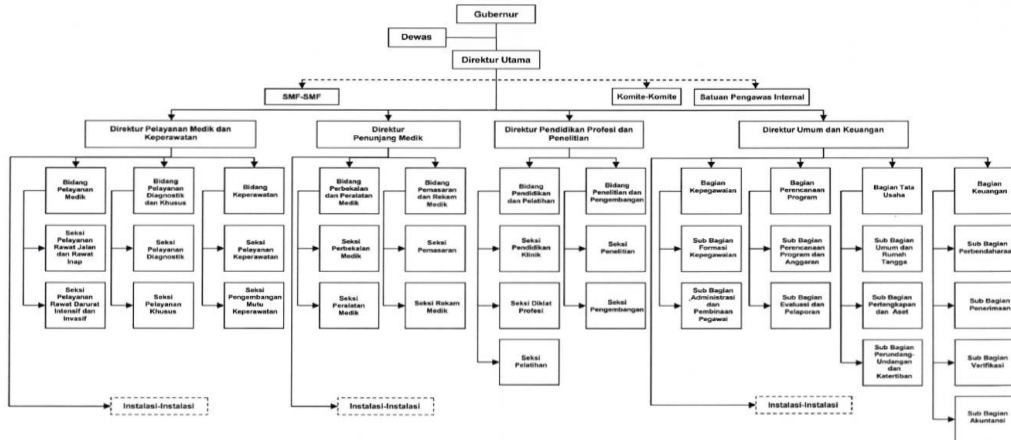 Gubernur
Dewas
Direktur Utama
SMF-SMF
Komite-Komite
Satuan Pengawas Internal
Direktur Pelayanan Medik dan
Keperawatan
Direktur
Penunjang Medik
Direktur Pendidikan Profesi dan
Penelitian
Direktur Umum dan Keuangan
Bidang
Pelayanan
Medik
Bidang
Pelayanan
Diagnostik
dan Khusus
Bidang
Keperawatan
Bidang
Perbekalan
dan Peralatan
Medik
Bidang
Pemasaran
dan Rekam
Medik
Bidang
Pendidikan
dan Pelatihan
Bidang
Penelitian dan
Pengembangan
Bagian
Kepegawaian
Bagian
Perencanaan
Program
Bagian Tata
Usaha
Bagian
Keuangan
Seksi
Pelayanan
Rawat Jalan
dan Rawat
Inap
Seksi
Pelayanan
Diagnostik
Seksi
Pelayanan
Keperawatan
Seksi
Perbekalan
Medik
Seksi
Pemasaran
Seksi
Pendidikan
Klinik
Seksi
Penelitian
Sub Bagian
Formasi
Kepegawaian
Sub Bagian
Perencanaan
Program dan
Anggaran
Sub Bagian
Umum dan
Rumah
Tangga
Sub Bagian
Perbendaharaan
Seksi
Pelayanan
Rawat Darurat
Intensif dan
Invasif
Seksi
Pelayanan
Khusus
Seksi
Pengembangan
Mutu
Keperawatan
Seksi
Peralatan
Medik
Seksi Rekam
Medik
Seksi Diklat
Profesi
Seksi
Pengembangan
Sub Bagian
,Administrasi
dan
Pembinaan
Pegawai
Sub Bagian
Evaluasi dan
Pelaporan
Sub Bagian
Perlengkapan
dan Aset
Sub Bagian
Penerimaan
Seksi
Pelatihan
Sub Bagian
Perundang-
Undangan
dan
Katertiban
Sub Bagian
Verifikasi
Instalasi-Instalasi
Instalasi-Instalasi
Instalasi-Instalasi
Sub Bagian
Akuntansi